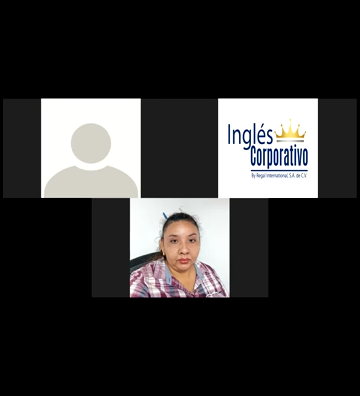 Inglés
Corporativo
By Regal International, S.A. de C.V.